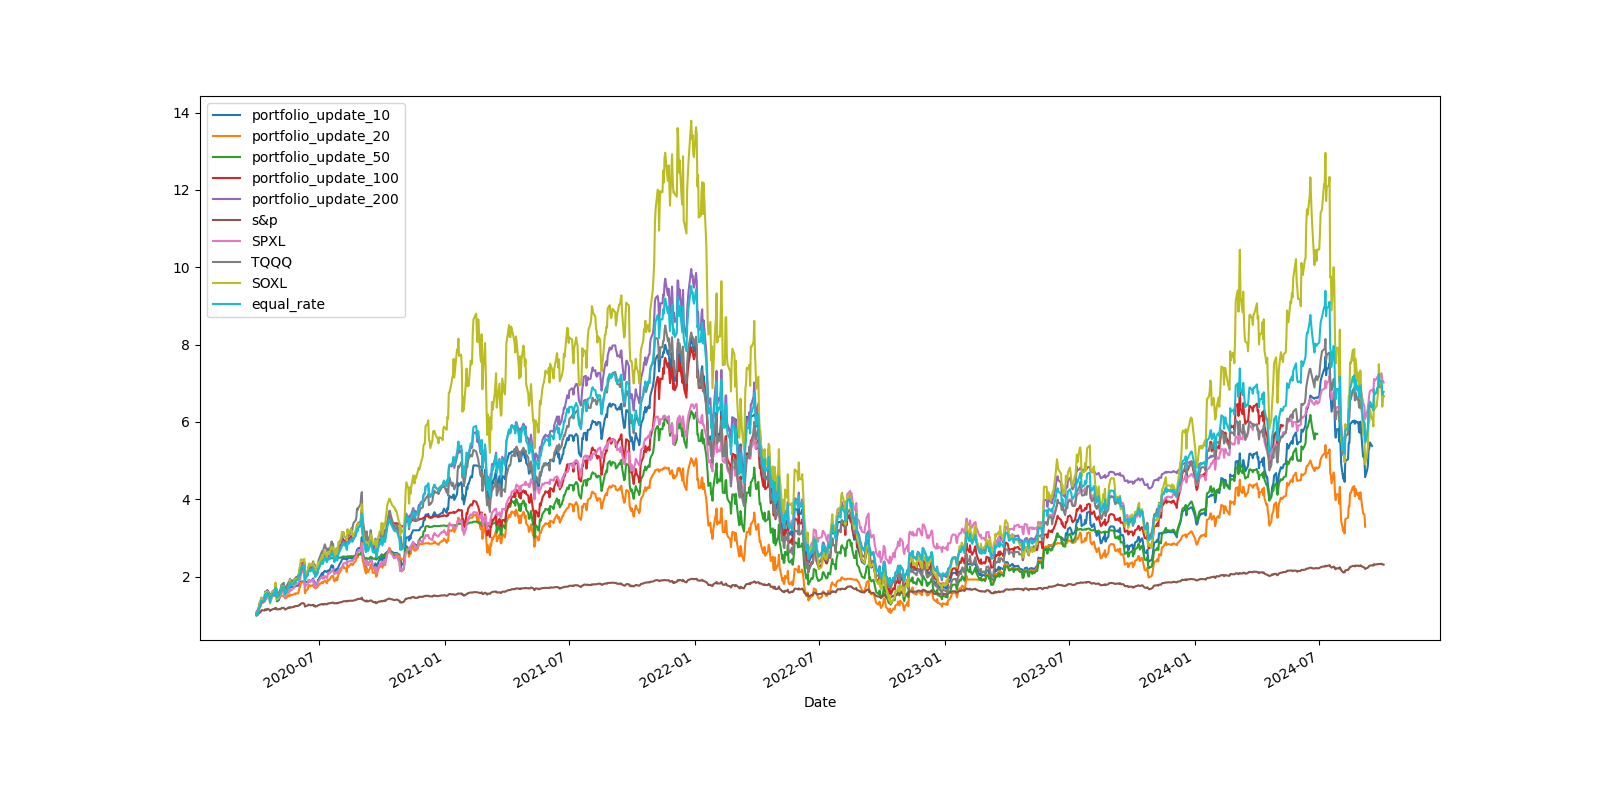 14
12
10
8
6
4
2
portfolio_update_10
portfolio_update_20
portfolio_update_50
portfolio_update_100
portfolio_update_200
s&p
SPXL
TQQQ
SOXL
equal_rate
2020-07
2021-01
2021-07
2022-01
2022-07
2023-01
2023-07
2024-01
2024-07
Date